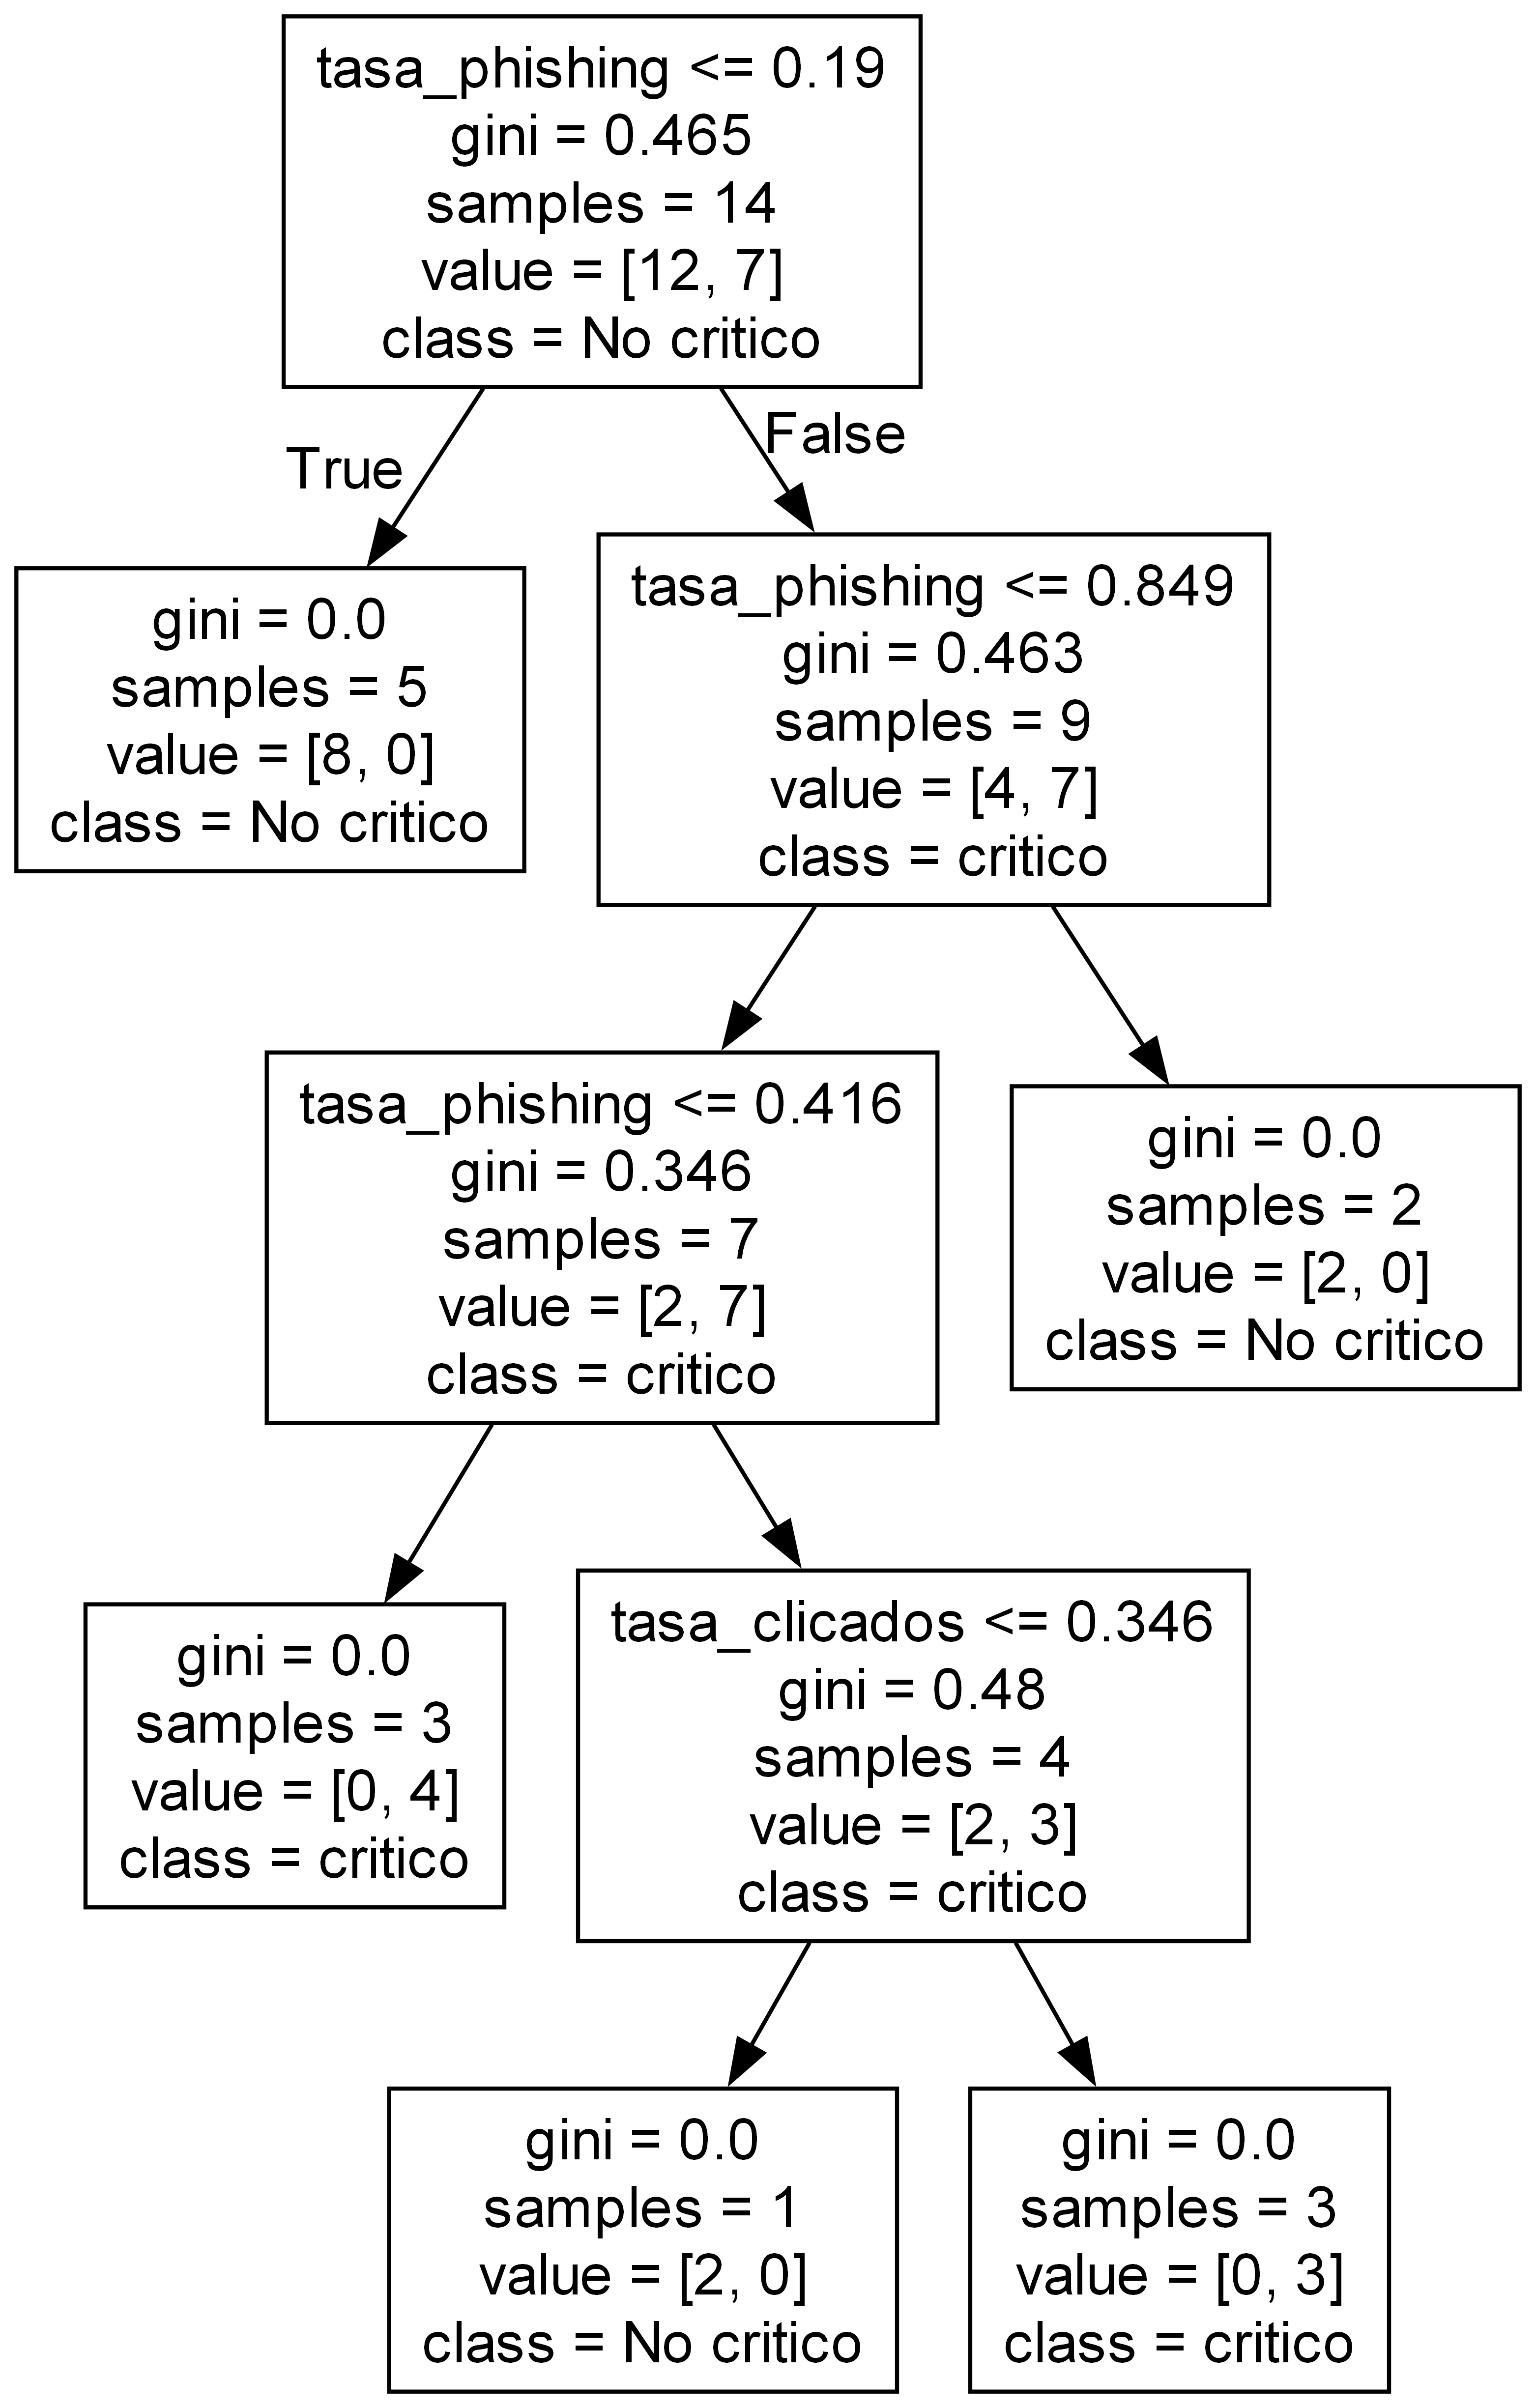 tasa_phishing <= 0.19
gini = 0.465
samples = 14
value = [12, 7]
class = No critico
True
False
gini = 0.0
samples = 5
value = [8, 0]
class = No critico
tasa_phishing <= 0.849
gini = 0.463
samples = 9
value = [4, 7]
class = critico
tasa_phishing <= 0.416
gini = 0.346
samples = 7
value = [2, 7]
class = critico
gini = 0.0
samples = 2
value = [2, 0]
class = No critico
gini = 0.0
samples = 3
value = [0, 4]
class = critico
tasa_clicados <= 0.346
gini = 0.48
samples = 4
value = [2, 3]
class = critico
gini = 0.0
samples = 1
value = [2, 0]
class = No critico
gini = 0.0
samples = 3
value = [0, 3]
class = critico